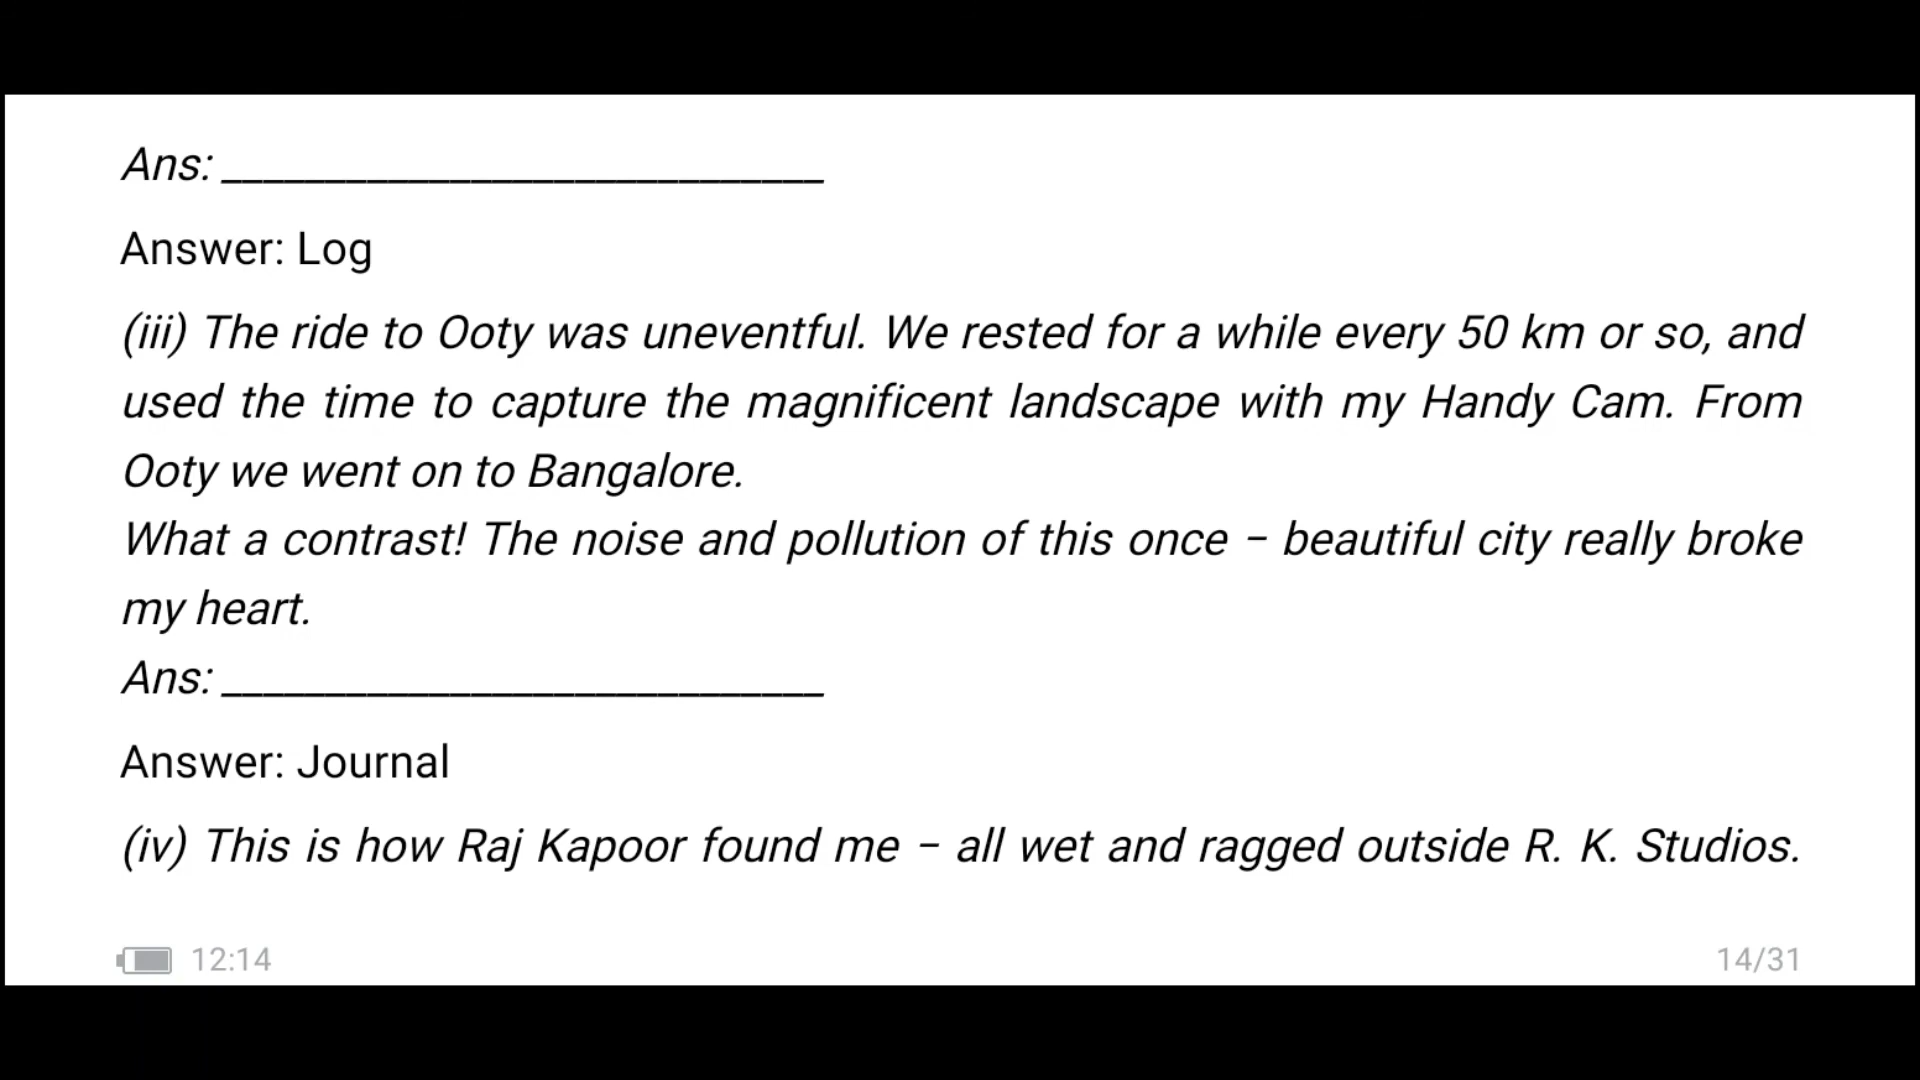 Ans: _____________________________
Answer: Log
(iii) The ride to Ooty was uneventful. We rested for a while every 50 km or so, and
used the time to capture the magnificent landscape with my Handy Cam. From
Ooty we went on to Bangalore.
What a contrast! The noise and pollution of this once – beautiful city really broke
my heart.
Ans: _____________________________
Answer: Journal
(iv) This is how Raj Kapoor found me – all wet and ragged outside R. K. Studios.
12:14
14/31